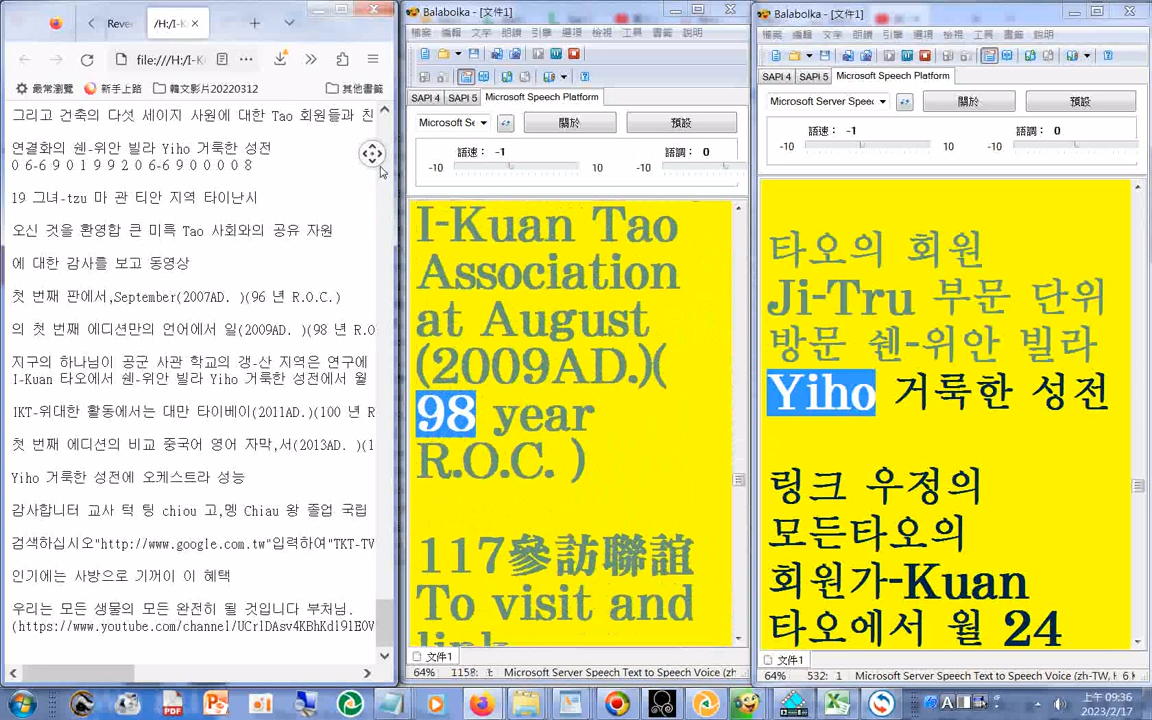 Rever
/H:/I-K
file:///H:/I-K
最常瀏覽
新手上路
韓文影片20220312
其他書籤
그리고 건축의 다섯 세이지 사원에 대한 Tao 회원들과 친
연결화의 쉔-위안 빌라 Yiho 거룩한 성전
0 6-6 9 0 1 9 9 2 0 6-6 9 0 0 0 0 8
19 그녀-tzu 마 관 티안 지역 타이난시
오신 것을 환영합 큰 미륵 Tao 사회와의 공유 자원
에 대한 감사를 보고 동영상
첫 번째 판에서,September(2007AD. )(96 년 R.O.C.)
의 첫 번째 에디션만의 언어에서 일(2009AD. )(98 년 R.O
지구의 하나님이 공군 사관 학교의 갱-산 지역은 연구에
I-Kuan 타오에서 쉔-위안 빌라 Yiho 거룩한 성전에서 월
IKT-위대한 활동에서는 대만 타이베이(2011AD.)(100 년 R
첫 번째 에디션의 비교 중국어 영어 자막,서(2013AD. )(1
Yiho 거룩한 성전에 오케스트라 성능
감사합니터 교사 턱 팅 chiou 고,멩 Chiau 왕 졸업 국립
검색하십시오"http://www.google.com.tw"입력하여"TKT-TV
인기에는 사방으로 기꺼이 이 혜택
우리는 모든 생물의 모든 완전히 될 것입니다 부처님.
(https://www.youtube.com/channel/UCrlDAsv4KBhKdl9lEOV
Balabolka - [文件1]
檔案 編輯 文字 朗讀 引擎 選項 檢視 工具 書籤 說明
SAPI 4 SAPI 5 Microsoft Speech Platform
Microsoft Se
關於
預設
語速: -1
語調: 0
-10 10 -10
I-Kuan Tao
Association
at August
(2009AD.)(
98 year
R.O.C. )
117參訪聯誼
To visit and
link
文件1
64% 1158: 1 Microsoft Server Speech Text to Speech Voice (zh
Balabolka - [文件1]
檔案 編輯 文字 朗讀 引擎 選項 檢視 工具 書籤 說明
SAPI 4 SAPI 5 Microsoft Speech Platform
Microsoft Server Speec
關於
預設
語速: -1
語調: 0
-10 10 -10
타오의 회원
Ji-Tru 부문 단위
방문 쉔-위안 빌라
Yiho 거룩한 성전
링크 우정의
모든타오의
회원가-Kuan
타오에서 월 24
文件1
64% 532: 1 Microsoft Server Speech Text to Speech Voice (zh-TW, H
上午 09:36
2023/2/17